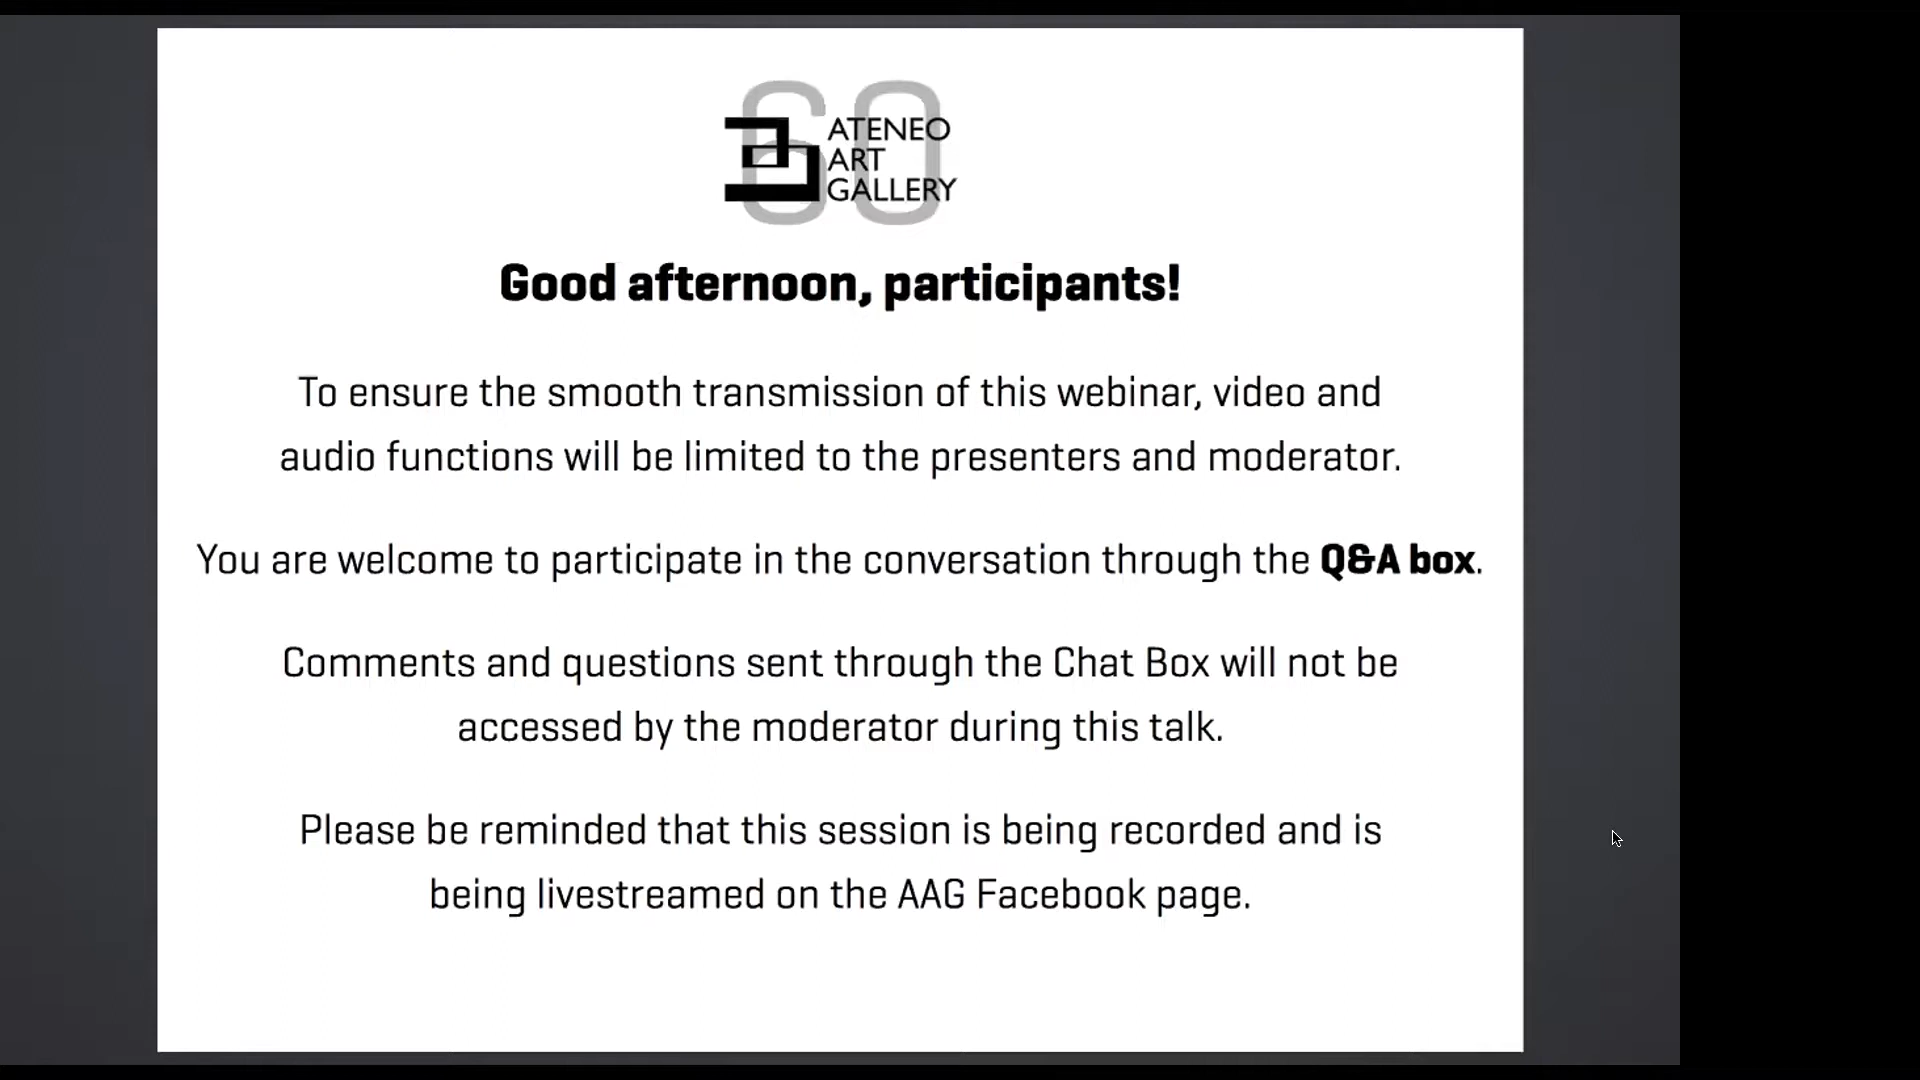 60
ATENEO
ART
GALLERY
Good afternoon, participants!
To ensure the smooth transmission of this webinar, video and
audio functions will be limited to the presenters and moderator.
You are welcome to participate in the conversation through the Q&A box.
Comments and questions sent through the Chat Box will not be
accessed by the moderator during this talk.
Please be reminded that this session is being recorded and is
being livestreamed on the AAG Facebook page.